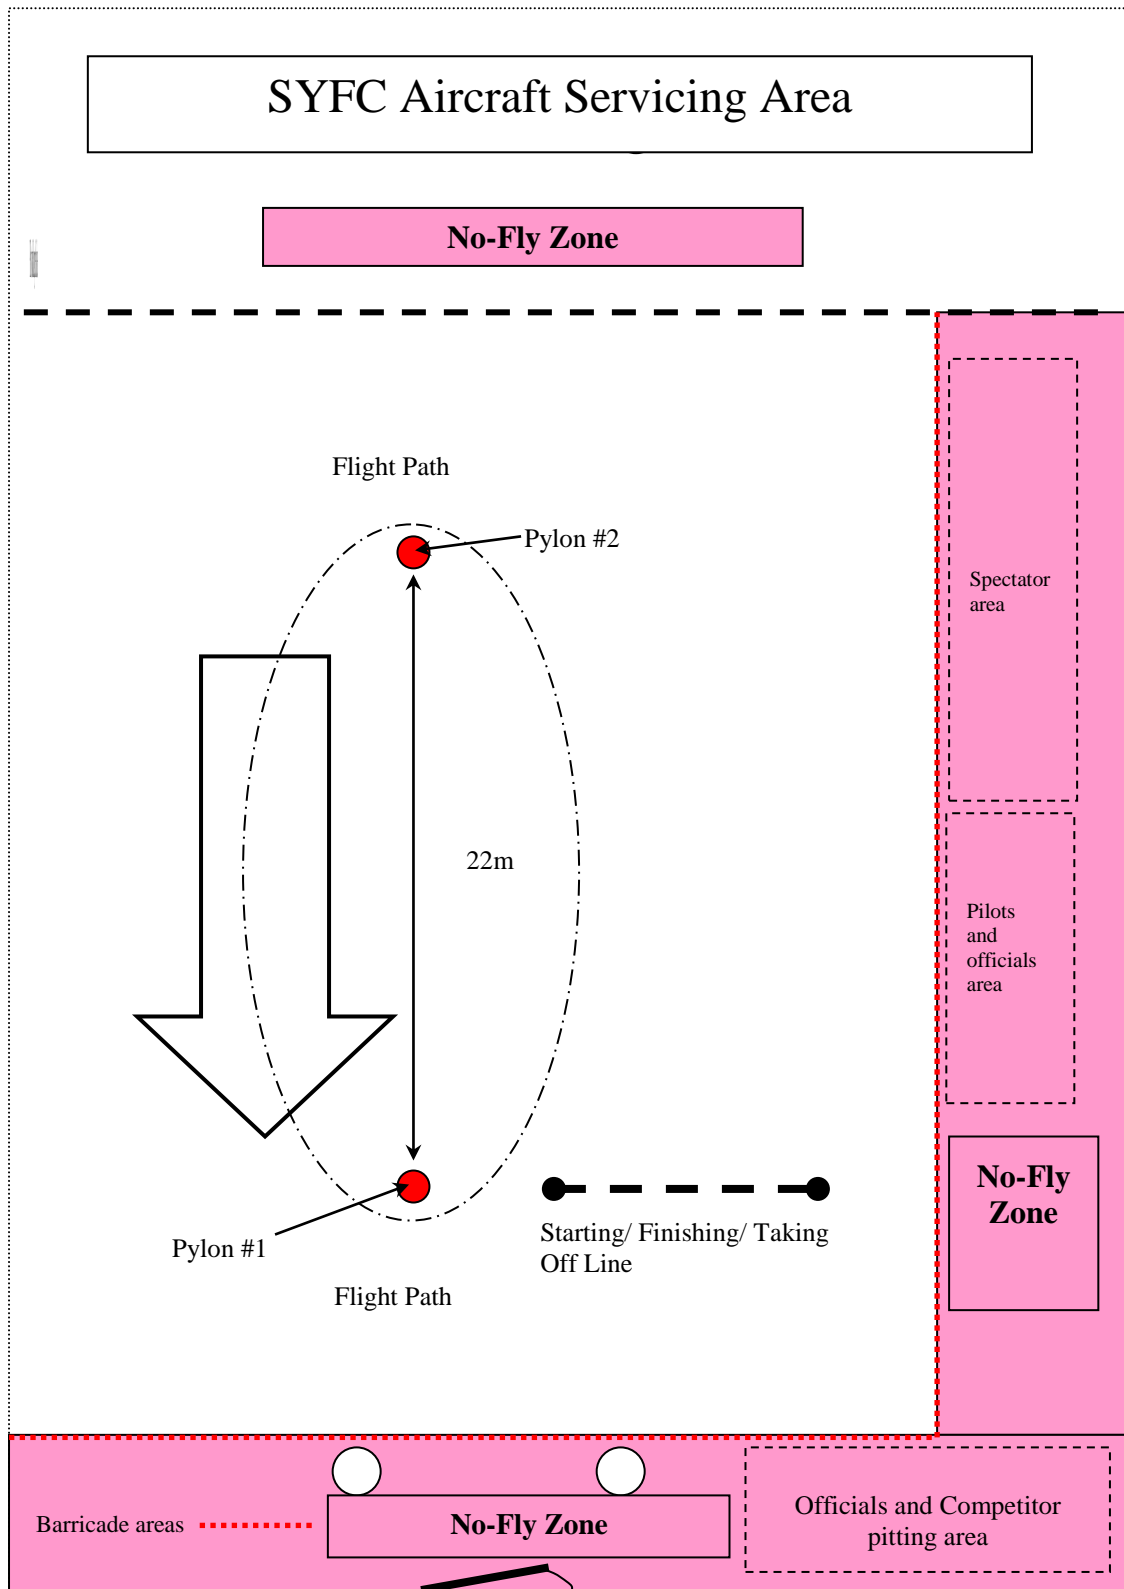 SYFC Aircraft Servicing Area
No-Fly Zone
Flight Path
Pylon #2
Spectator
area
22m
Pilots
and
officials
area
No-Fly
Zone
Starting/ Finishing/ Taking
Off Line
Pylon #1
Flight Path
Officials and Competitor
pitting area
Barricade areas
No-Fly Zone